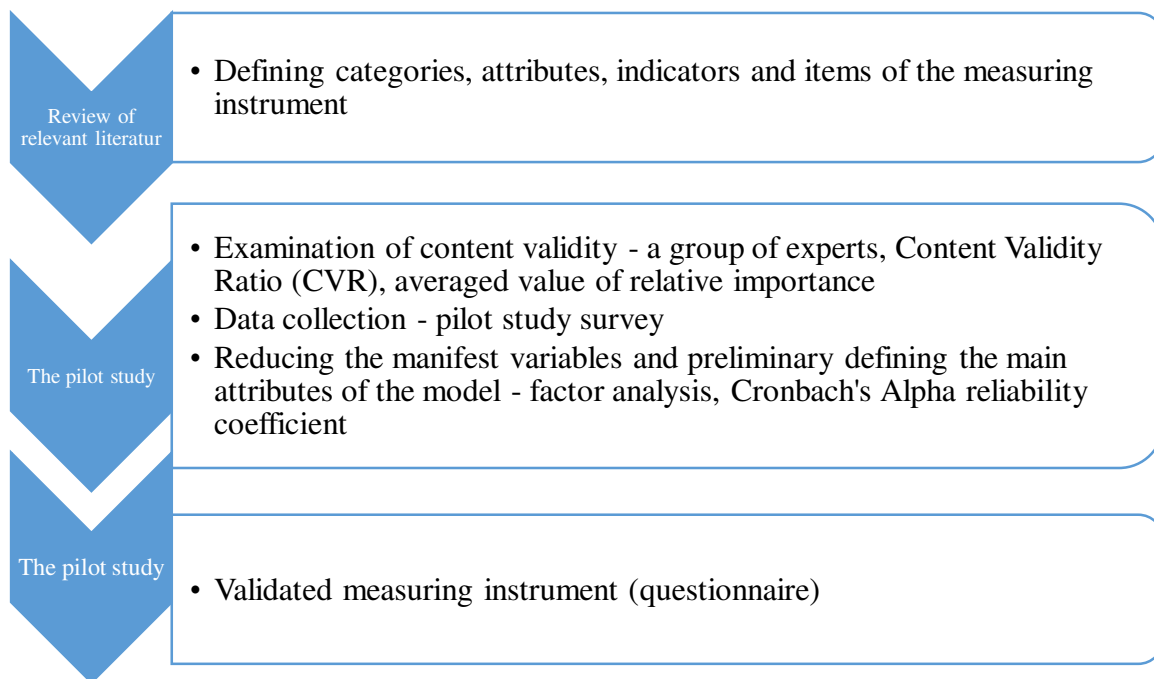 Review of
relevant literatur
• Defining categories, attributes, indicators and items of the measuring
instrument
The pilot study
• Examination of content validity - a group of experts, Content Validity
Ratio (CVR), averaged value of relative importance
• Data collection - pilot study survey
• Reducing the manifest variables and preliminary defining the main
attributes of the model - factor analysis, Cronbach's Alpha reliability
coefficient
The pilot study
• Validated measuring instrument (questionnaire)